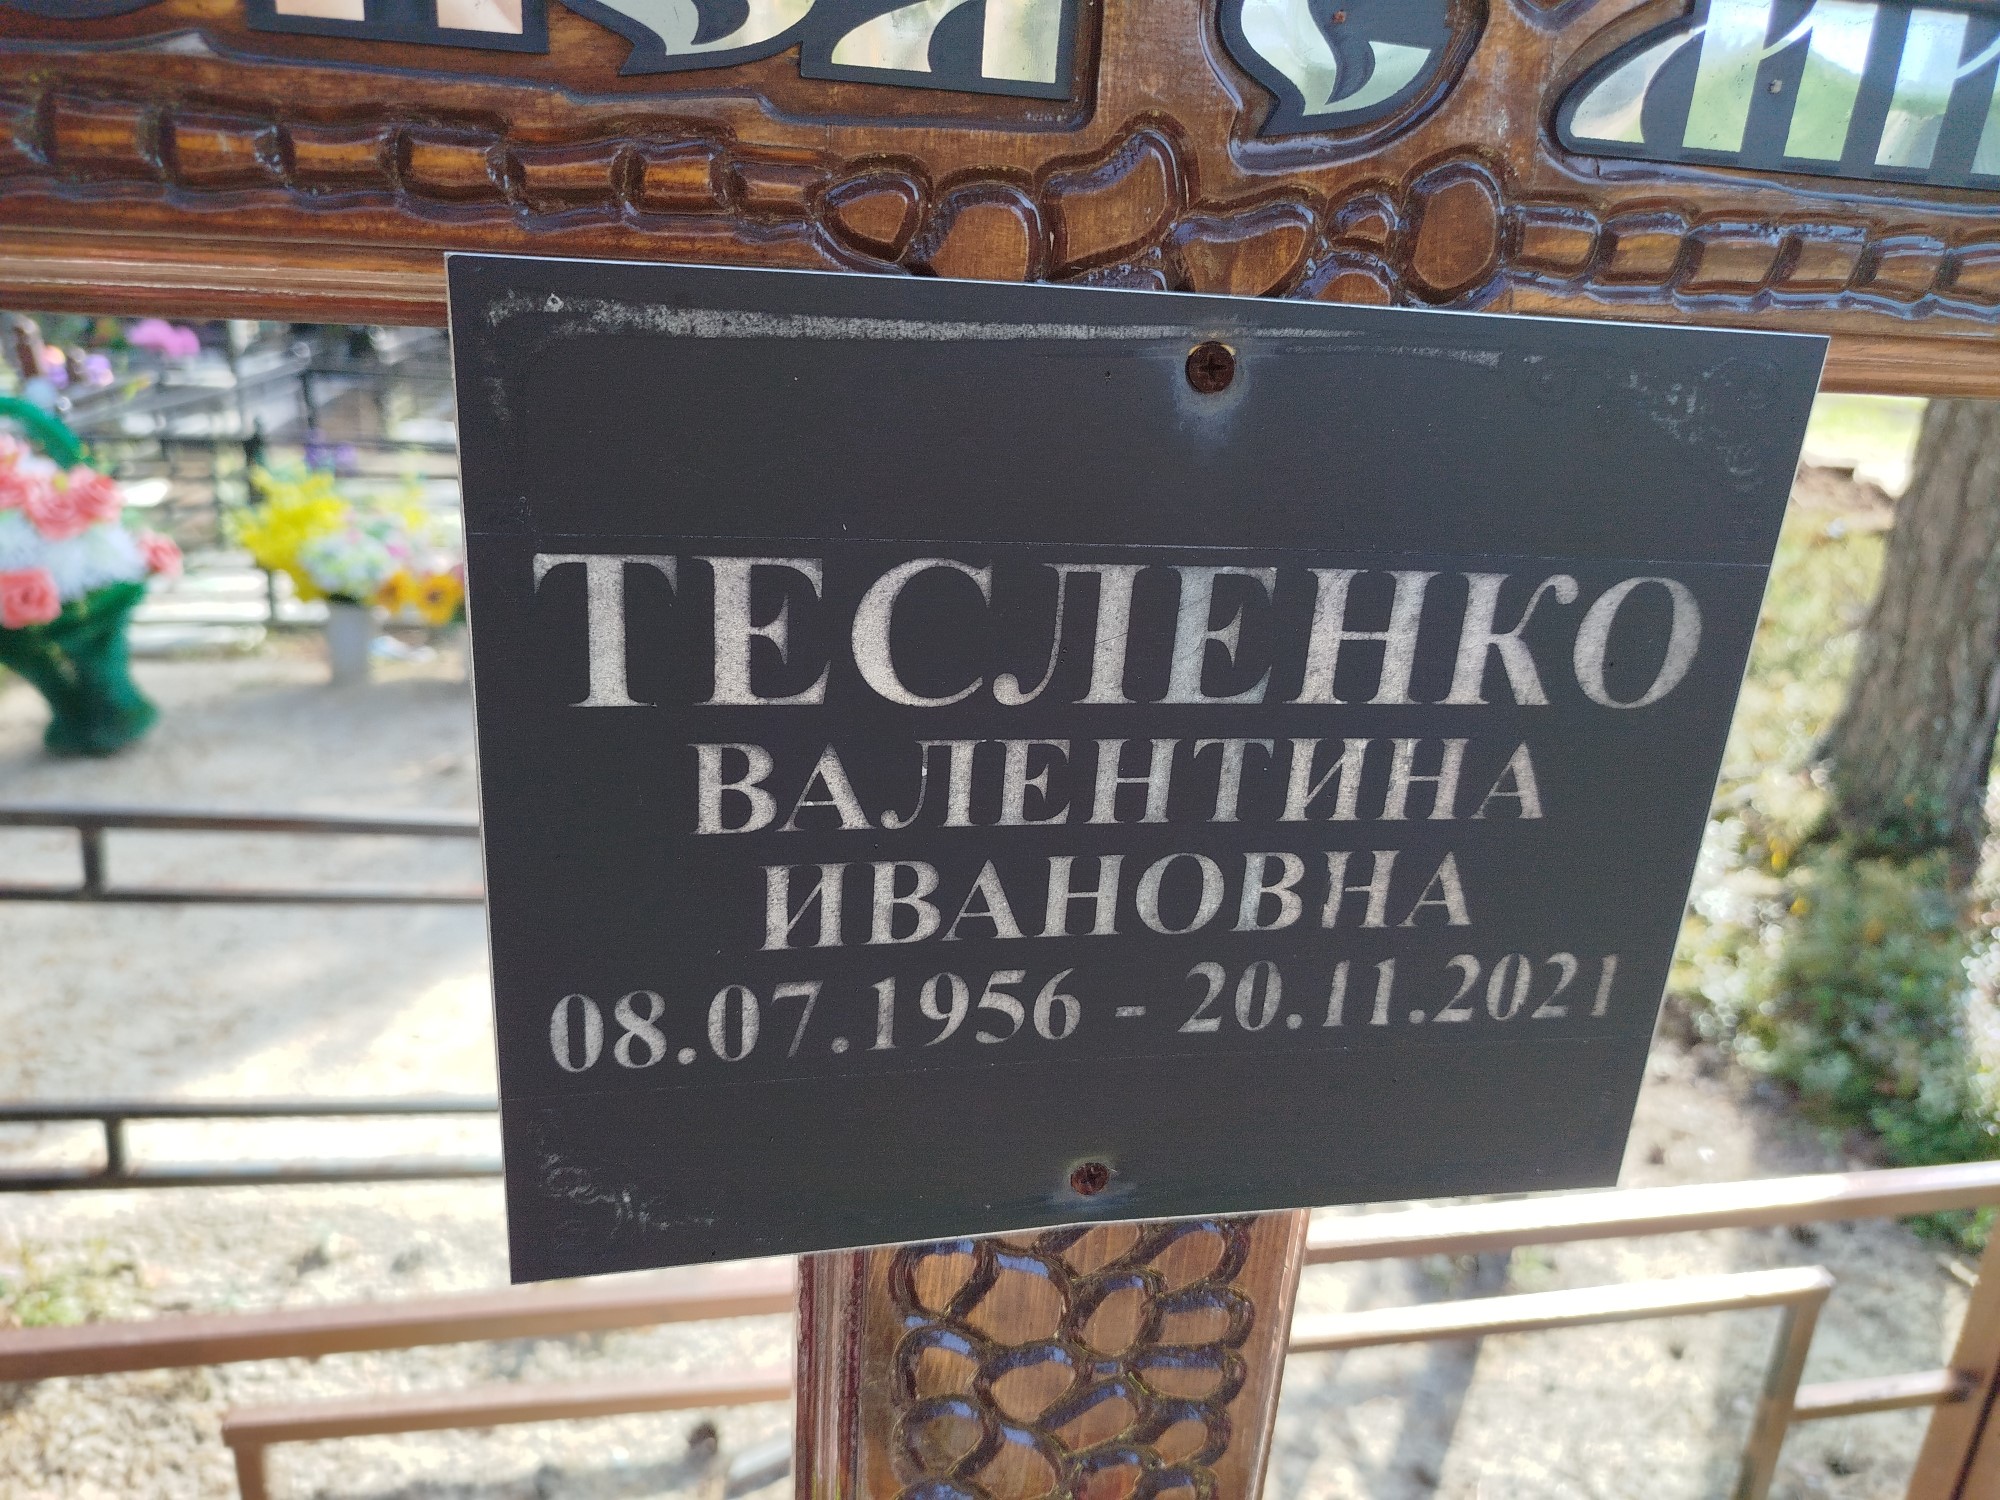 ТЕСЛЕНКО
ВАЛЕНТИНА
ИВАНОВНА
08.07.1956 - 20.11.2021